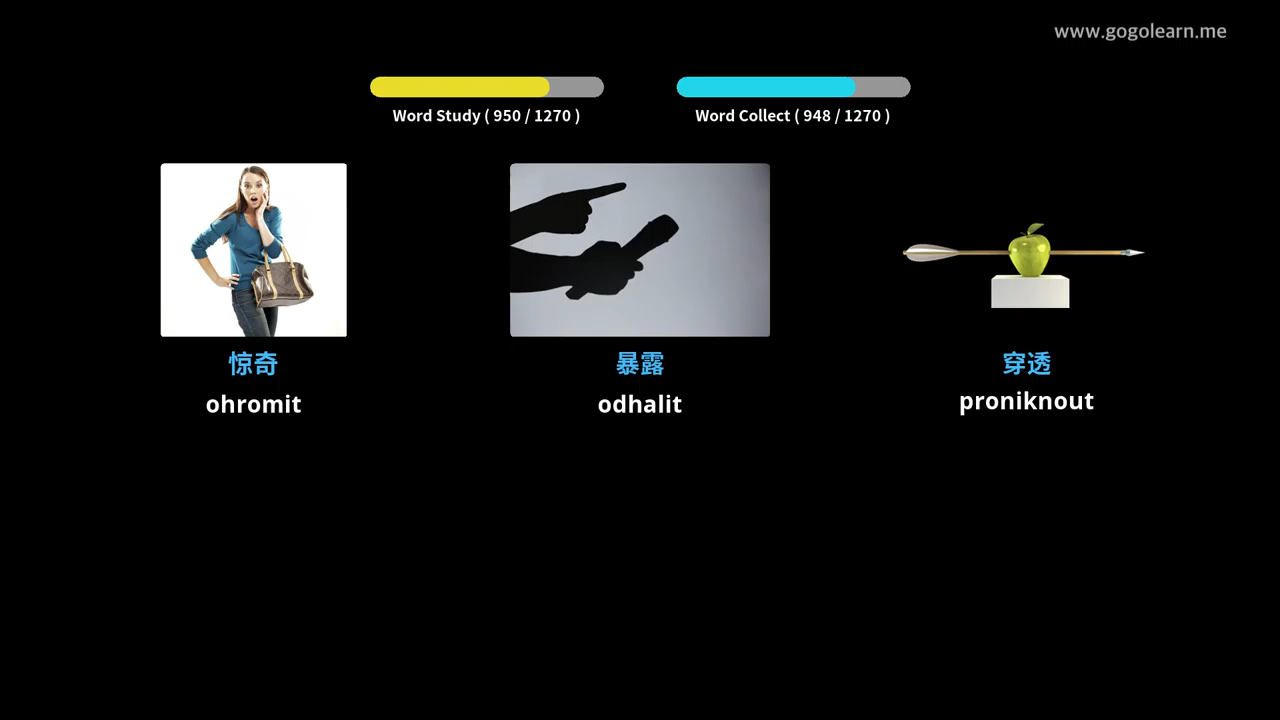 www.gogolearn.me
Word Study ( 950 / 1270 )
Word Collect ( 948 / 1270 )
惊奇
暴露
穿透
ohromit
odhalit
proniknout